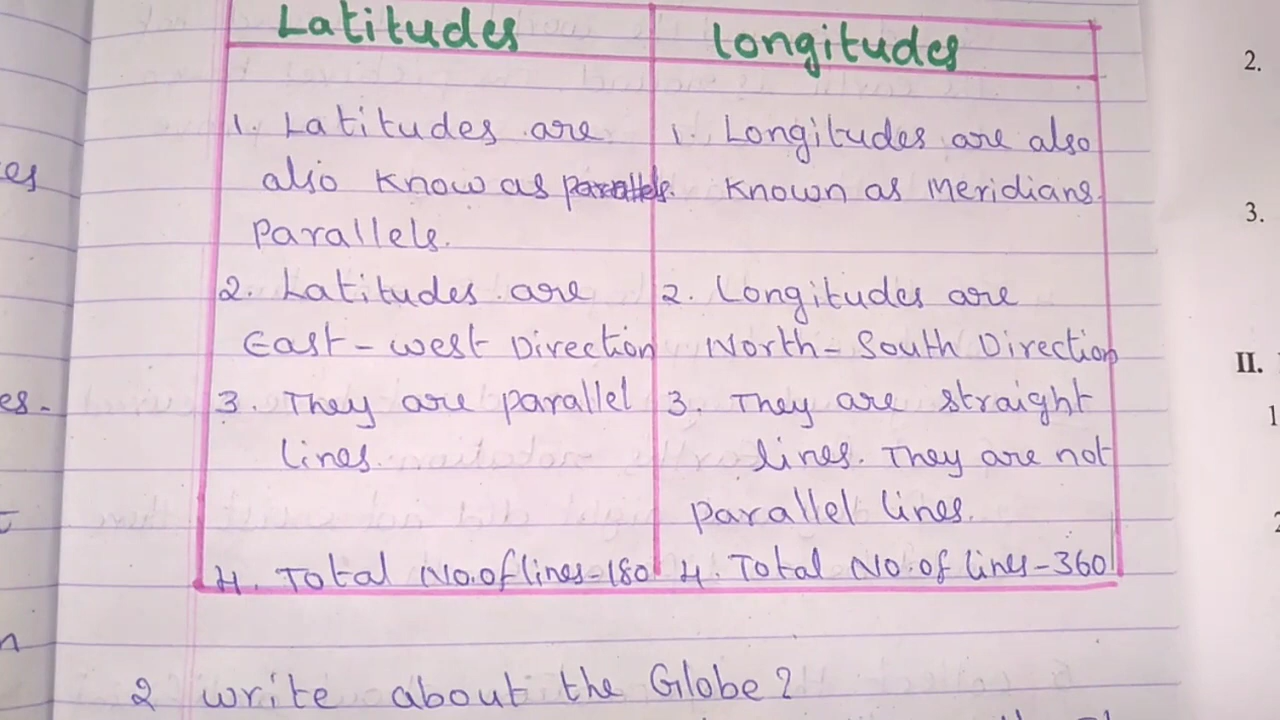 Latitudes
Longitudes
1. Latitudes are
also know as parallels.
Parallels.
2. Latitudes are
East-west Direction
3. They are parallel
lines.
4. Total No.of lines-180
1. Longitudes are also
known as Meridians.
2. Longitudes are
North-South Direction
3. They are straight
lines. They are not
parallel lines.
4. Total No.of lines-360
2 write about the Globe?
es
es.
2.
3.
II.
1